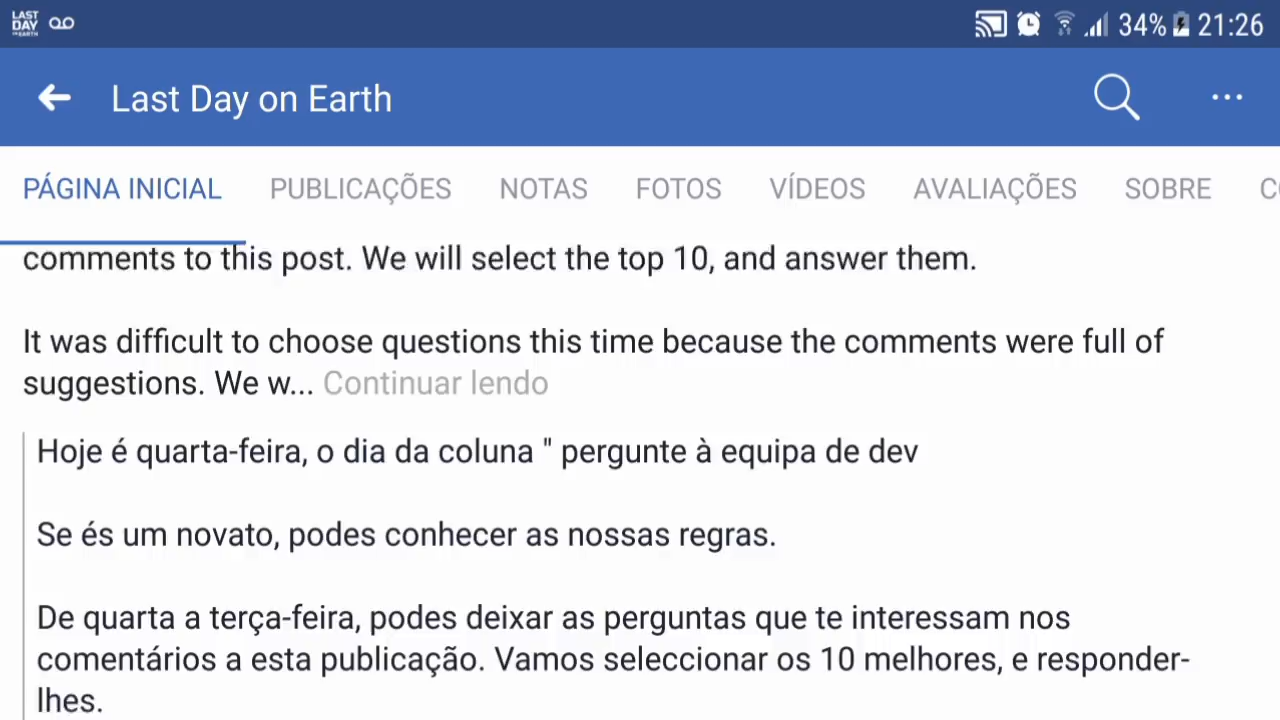 LAST
DAY
34% 21:26
Last Day on Earth
PÁGINA INICIAL PUBLICAÇÕES NOTAS FOTOS VÍDEOS AVALIAÇÕES SOBRE
comments to this post. We will select the top 10, and answer them.
It was difficult to choose questions this time because the comments were full of
suggestions. We w... Continuar lendo
Hoje é quarta-feira, o dia da coluna " pergunte à equipa de dev
Se és um novato, podes conhecer as nossas regras.
De quarta a terça-feira, podes deixar as perguntas que te interessam nos
comentários a esta publicação. Vamos seleccionar os 10 melhores, e responder-
lhes.